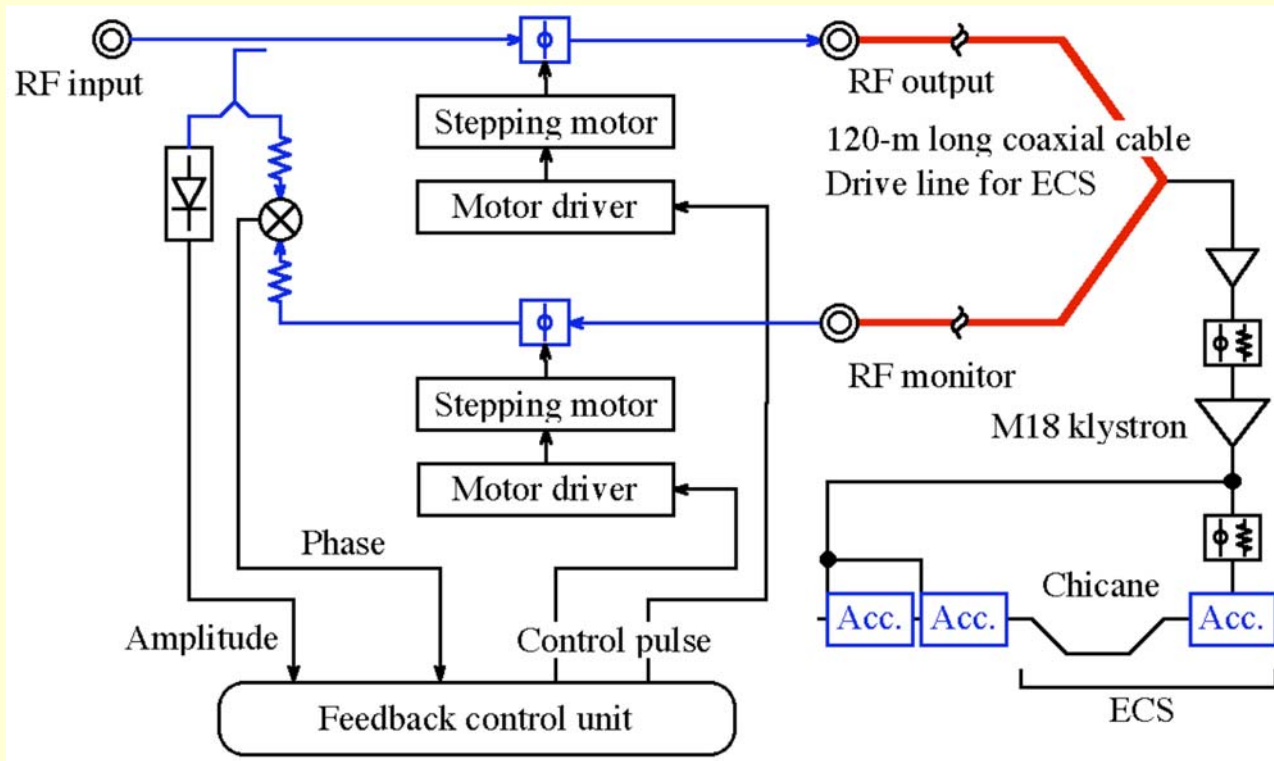 RF input
ϕ
RF output
Stepping motor
120-m long coaxial cable
Drive line for ECS
Motor driver
ϕ
RF monitor
ϕ
Stepping motor
M18 klystron
Motor driver
ϕ
Phase
Chicane
Acc.
Acc.
Acc.
Amplitude
Control pulse
Feedback control unit
ECS